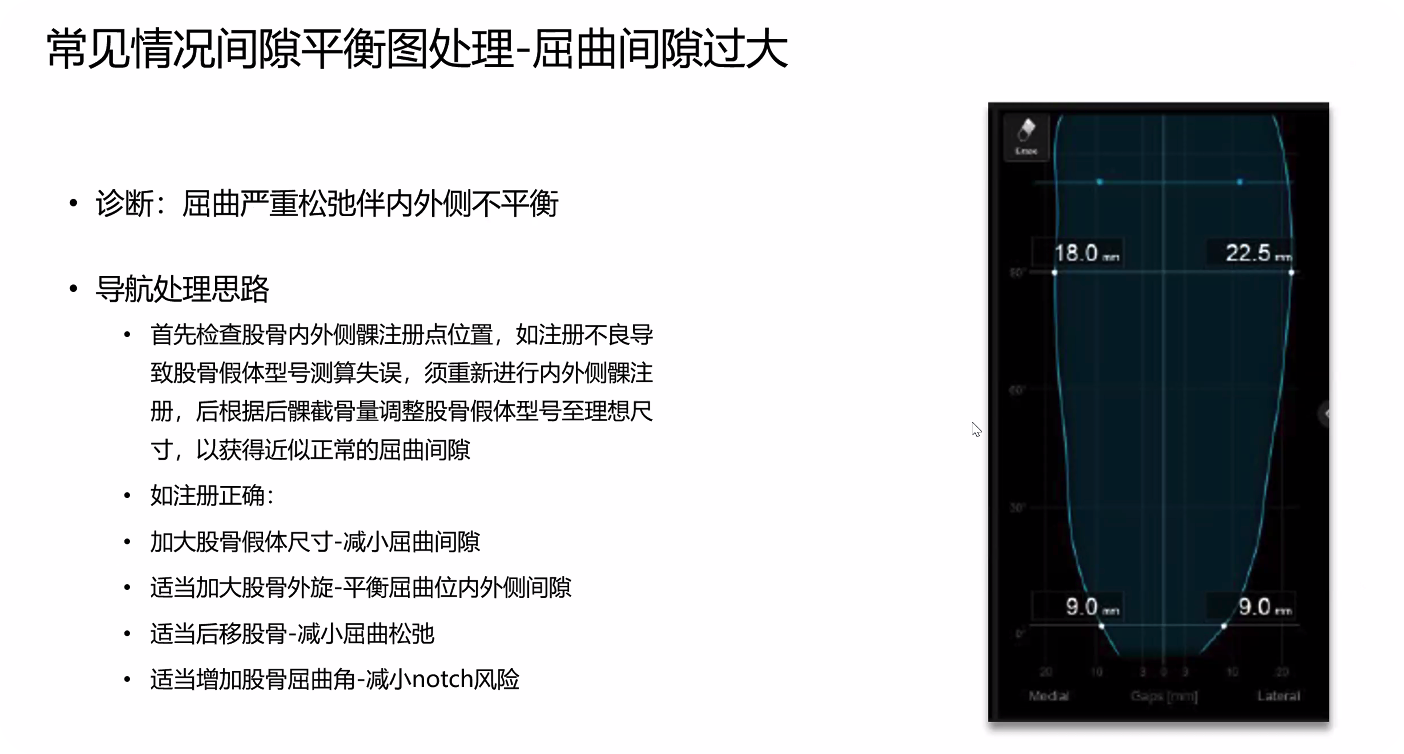 常见情况间隙平衡图处理-屈曲间隙过大
• 诊断：屈曲严重松弛伴内外侧不平衡
• 导航处理思路
• 首先检查股骨内外侧髁注册点位置，如注册不良导
致股骨假体型号测算失误，须重新进行内外侧髁注
册，后根据后髁截骨量调整股骨假体型号至理想尺
寸，以获得近似正常的屈曲间隙
• 如注册正确：
• 加大股骨假体尺寸-减小屈曲间隙
• 适当加大股骨外旋-平衡屈曲位内外侧间隙
• 适当后移股骨-减小屈曲松弛
• 适当增加股骨屈曲角-减小notch风险
18.0 mm 22.5 mm
90°
60°
30°
9.0 mm 9.0 mm
0°
20 10 3 0 3 10 20
Medial Gaps [mm] Lateral